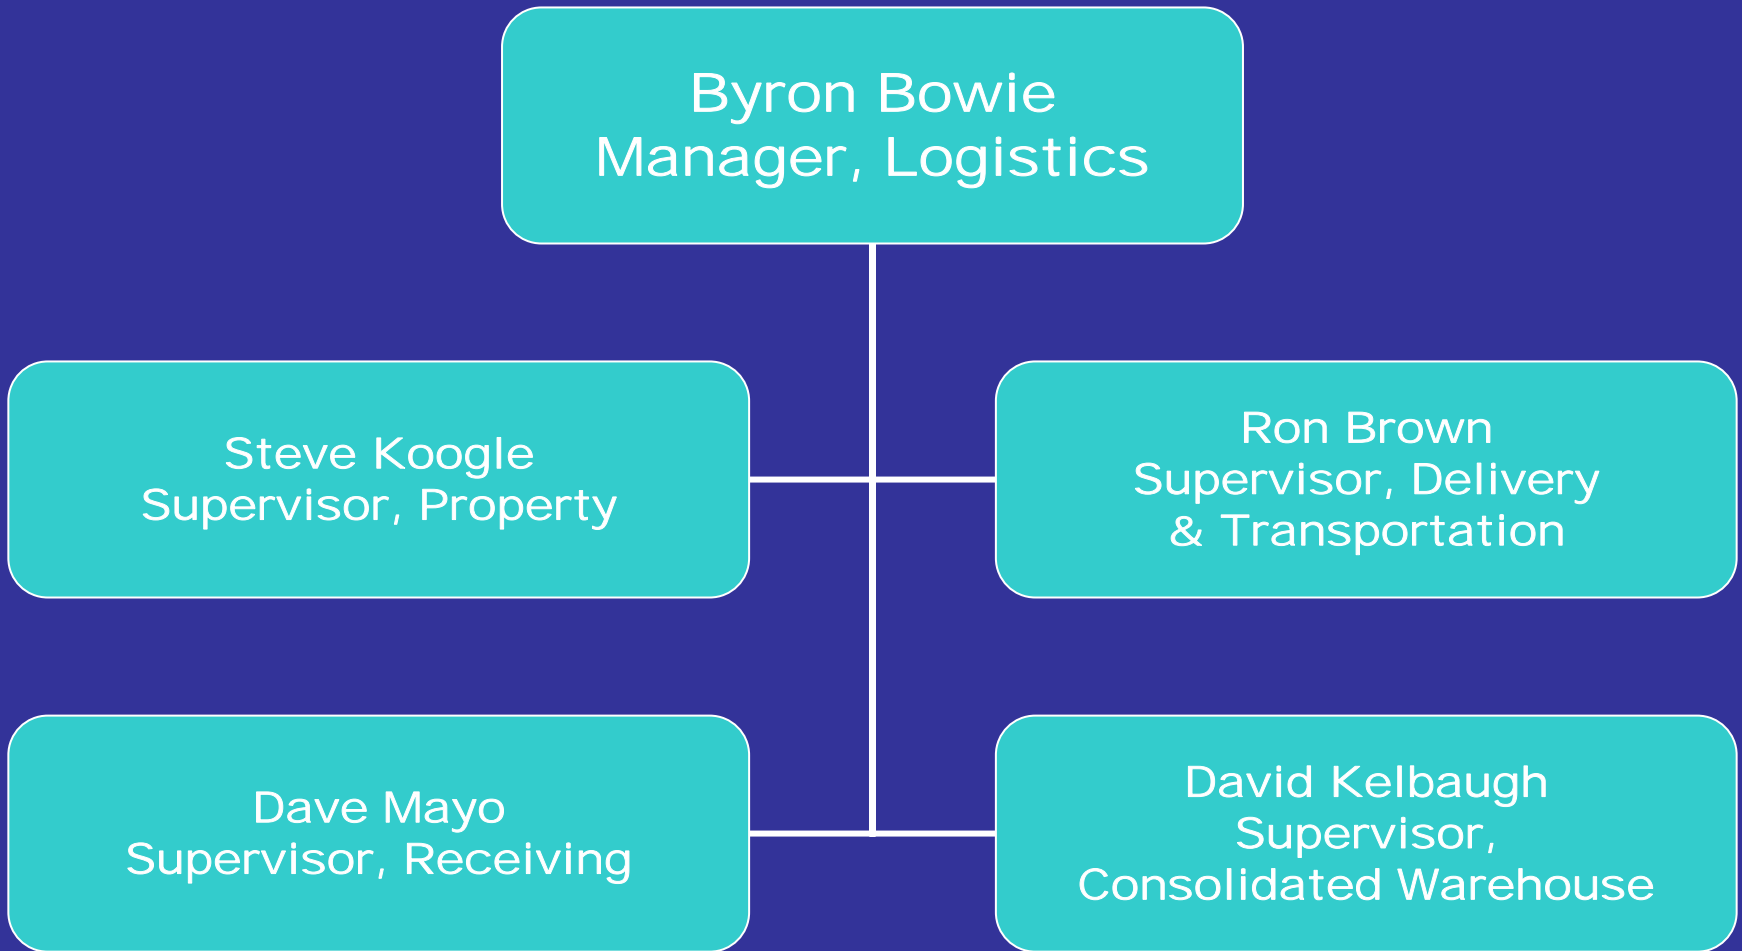 Byron Bowie
Manager, Logistics
Steve Koogle
Supervisor, Property
Ron Brown
Supervisor, Delivery
& Transportation
Dave Mayo
Supervisor, Receiving
David Kelbaugh
Supervisor,
Consolidated Warehouse